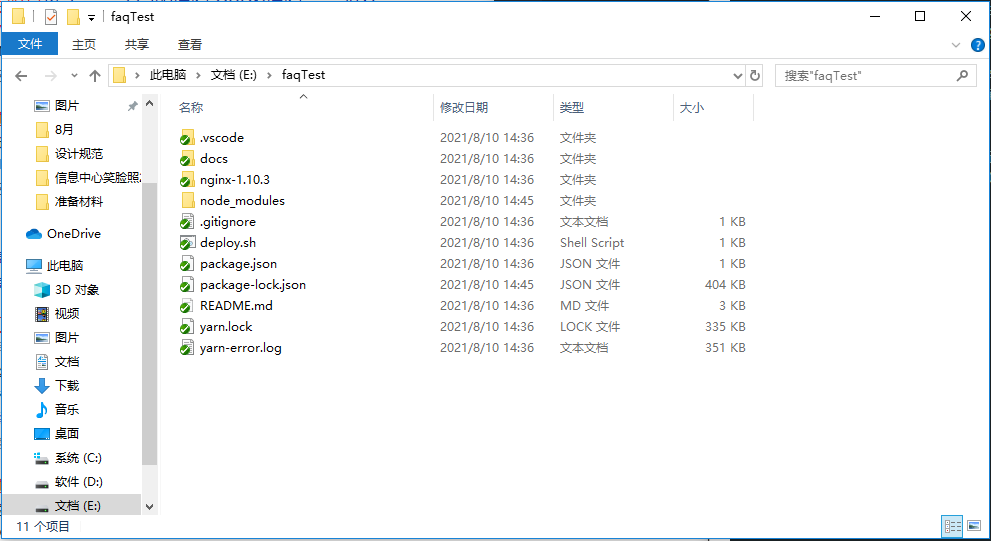 faqTest
文件 主页 共享 查看
此电脑 文档 (E:) faqTest
搜索"faqTest"
图片
8月
设计规范
信息中心笑脸照
准备材料
OneDrive
此电脑
3D 对象
视频
图片
文档
下载
音乐
桌面
系统 (C:)
软件 (D:)
文档 (E:)
名称 修改日期 类型 大小
.vscode 2021/8/10 14:36 文件夹
docs 2021/8/10 14:36 文件夹
nginx-1.10.3 2021/8/10 14:36 文件夹
node_modules 2021/8/10 14:45 文件夹
.gitignore 2021/8/10 14:36 文本文档 1 KB
deploy.sh 2021/8/10 14:36 Shell Script 1 KB
package.json 2021/8/10 14:36 JSON 文件 1 KB
package-lock.json 2021/8/10 14:45 JSON 文件 404 KB
README.md 2021/8/10 14:36 MD 文件 3 KB
yarn.lock 2021/8/10 14:36 LOCK 文件 335 KB
yarn-error.log 2021/8/10 14:36 文本文档 351 KB
11 个项目